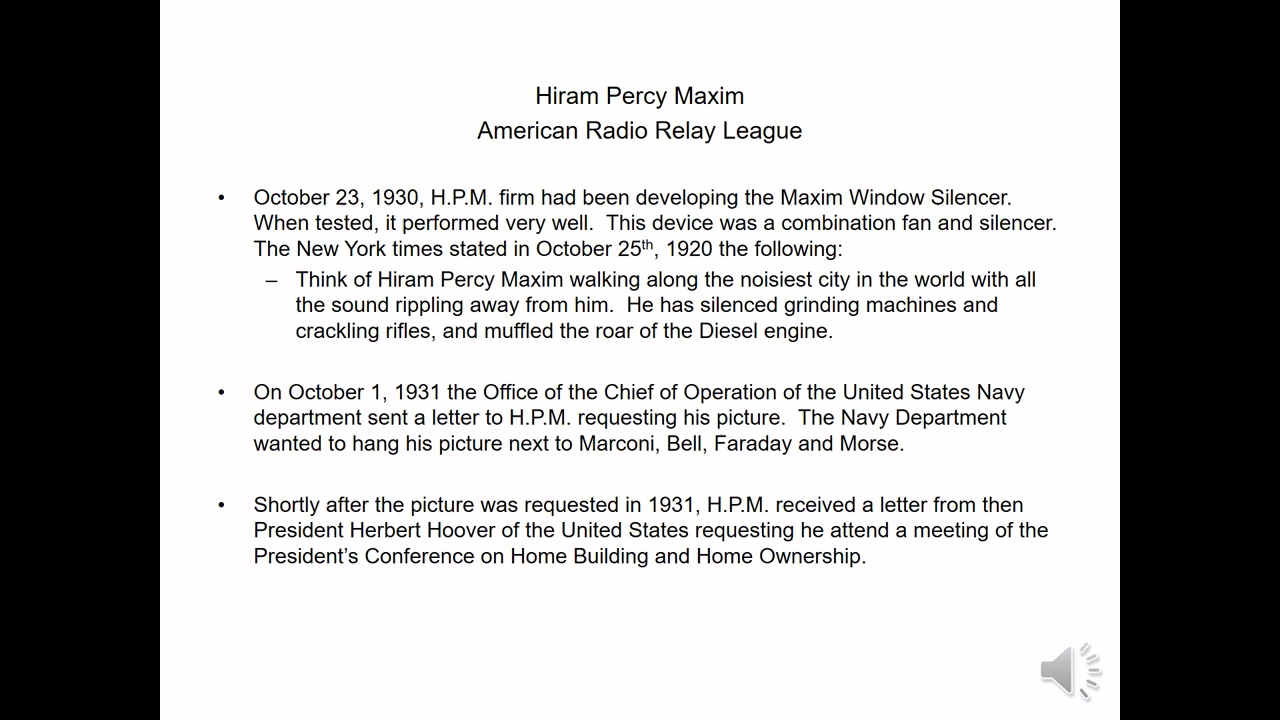 Hiram Percy Maxim
American Radio Relay League
• October 23, 1930, H.P.M. firm had been developing the Maxim Window Silencer.
When tested, it performed very well.  This device was a combination fan and silencer.
The New York times stated in October 25th, 1920 the following:
– Think of Hiram Percy Maxim walking along the noisiest city in the world with all
the sound rippling away from him.  He has silenced grinding machines and
crackling rifles, and muffled the roar of the Diesel engine.
• On October 1, 1931 the Office of the Chief of Operation of the United States Navy
department sent a letter to H.P.M. requesting his picture.  The Navy Department
wanted to hang his picture next to Marconi, Bell, Faraday and Morse.
• Shortly after the picture was requested in 1931, H.P.M. received a letter from then
President Herbert Hoover of the United States requesting he attend a meeting of the
President’s Conference on Home Building and Home Ownership.